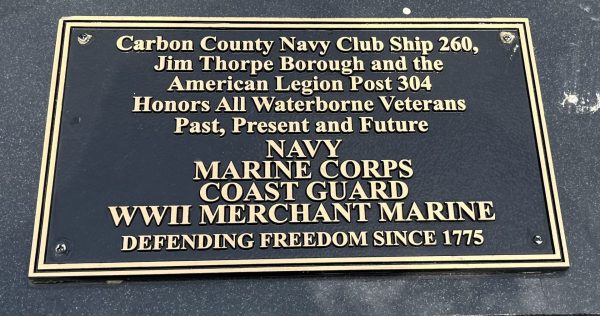 Carbon County Navy Club Ship 260,
Jim Thorpe Borough and the
American Legion Post 304
Honors All Waterborne Veterans
Past, Present and Future
NAVY
MARINE CORPS
COAST GUARD
WWII MERCHANT MARINE
DEFENDING FREEDOM SINCE 1775